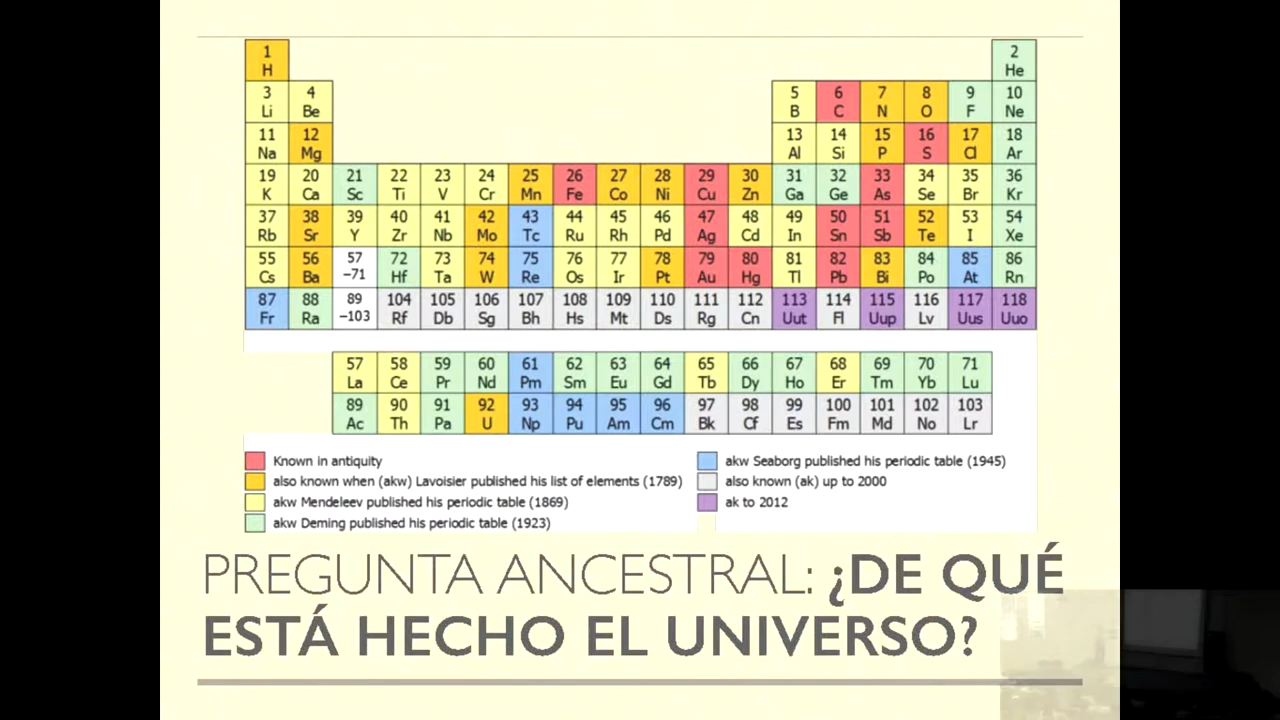 1 2
H He
3 4 5 6 7 8 9 10
Li Be B C N O F Ne
11 12 13 14 15 16 17 18
Na Mg Al Si P S Cl Ar
19 20 21 22 23 24 25 26 27 28 29 30 31 32 33 34 35 36
K Ca Sc Ti V Cr Mn Fe Co Ni Cu Zn Ga Ge As Se Br Kr
37 38 39 40 41 42 43 44 45 46 47 48 49 50 51 52 53 54
Rb Sr Y Zr Nb Mo Tc Ru Rh Pd Ag Cd In Sn Sb Te I Xe
55 56 57 72 73 74 75 76 77 78 79 80 81 82 83 84 85 86
Cs Ba –71 Hf Ta W Re Os Ir Pt Au Hg Tl Pb Bi Po At Rn
87 88 89 104 105 106 107 108 109 110 111 112 113 114 115 116 117 118
Fr Ra –103 Rf Db Sg Bh Hs Mt Ds Rg Cn Uut Fl Uup Lv Uus Uuo
57 58 59 60 61 62 63 64 65 66 67 68 69 70 71
La Ce Pr Nd Pm Sm Eu Gd Tb Dy Ho Er Tm Yb Lu
89 90 91 92 93 94 95 96 97 98 99 100 101 102 103
Ac Th Pa U Np Pu Am Cm Bk Cf Es Fm Md No Lr
Known in antiquity
also known when (akw) Lavoisier published his list of elements (1789)
akw Mendeleev published his periodic table (1869)
akw Deming published his periodic table (1923)
akw Seaborg published his periodic table (1945)
also known (ak) up to 2000
ak to 2012
PREGUNTA ANCESTRAL: ¿DE QUÉ
ESTÁ HECHO EL UNIVERSO?